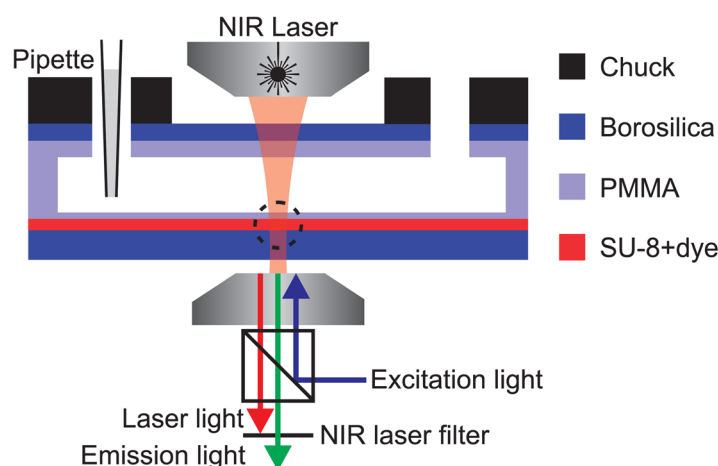 NIR Laser
Pipette
Chuck
Borosilica
PMMA
SU-8+dye
Excitation light
Laser light
NIR laser filter
Emission light